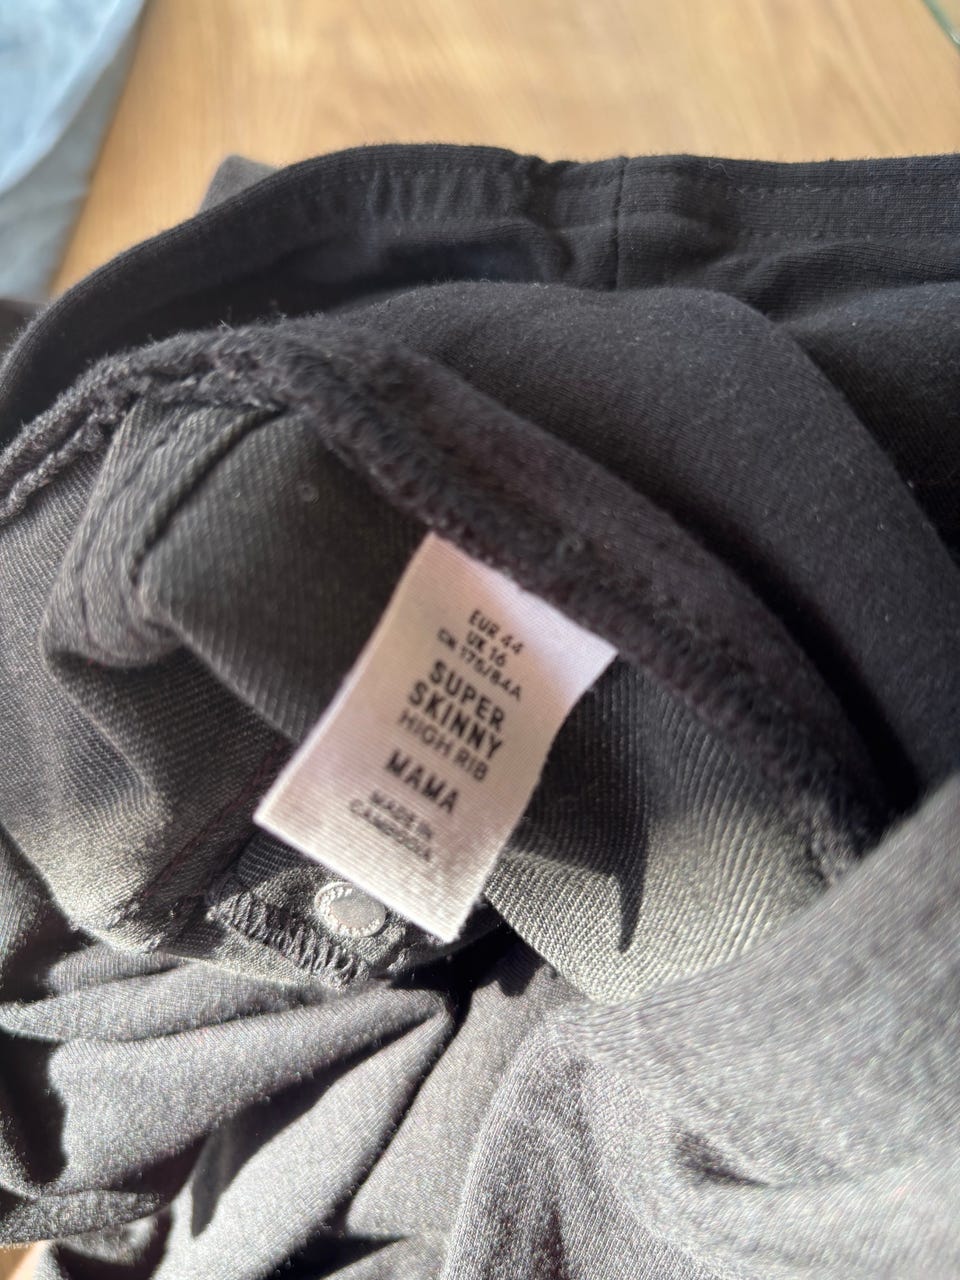 EUR 44
UK 16
CN 175/84A
SUPER
SKINNY
HIGH RIB
MAMA
MADE IN
CAMBODIA